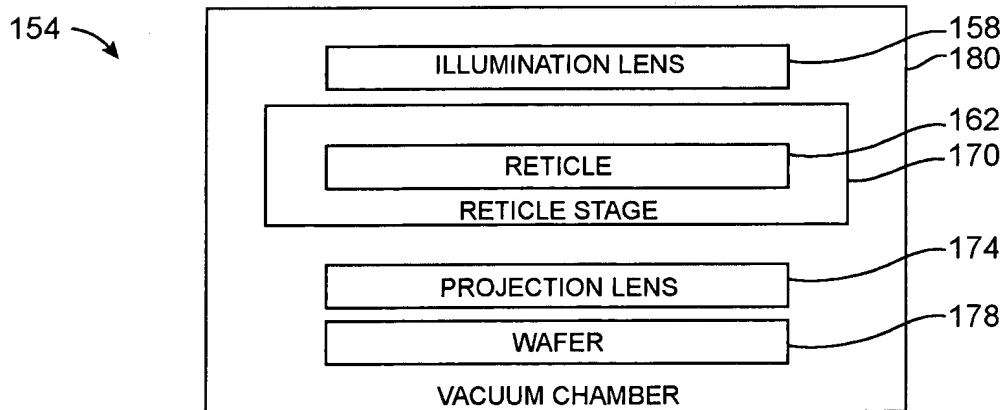 154
ILLUMINATION LENS
158
180
RETICLE
162
RETICLE STAGE
170
PROJECTION LENS
174
WAFER
178
VACUUM CHAMBER